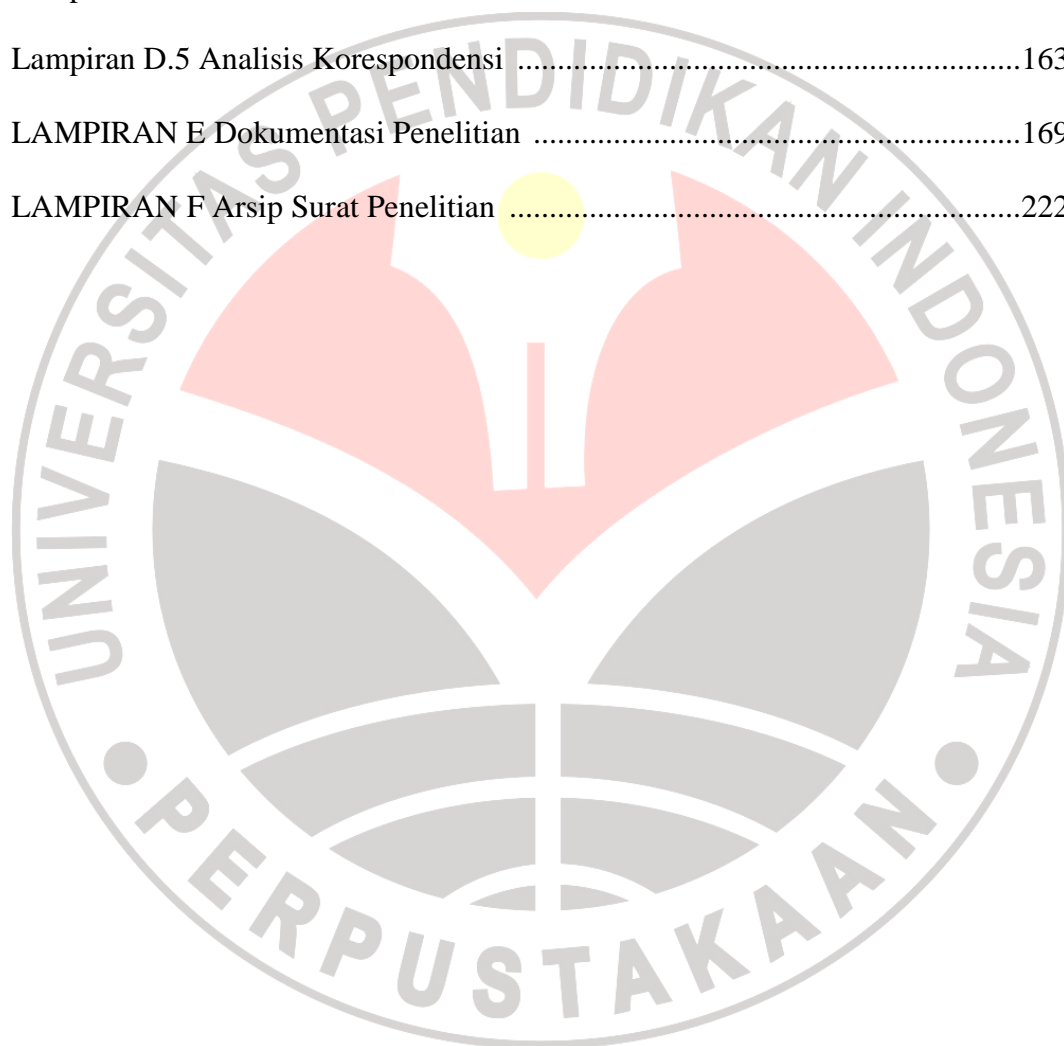 Lampiran D.5 Analisis Korespondensi ................................................................163
LAMPIRAN E Dokumentasi Penelitian ..............................................................169
LAMPIRAN F Arsip Surat Penelitian .................................................................222
UNIVERSITAS PENDIDIKAN INDONESIA
PERPUSTAKAAN